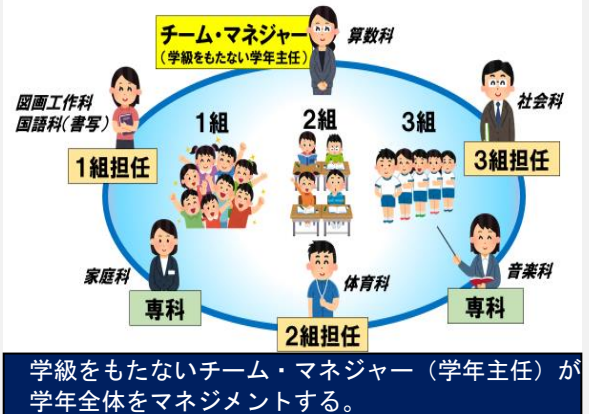 チーム・マネジャー
(学級をもたない学年主任)
算数科
図画工作科
国語科(書写)
1組担任
1組
2組
3組
社会科
3組担任
家庭科
専科
体育科
2組担任
音楽科
専科
学級をもたないチーム・マネジャー(学年主任)が
学年全体をマネジメントする。